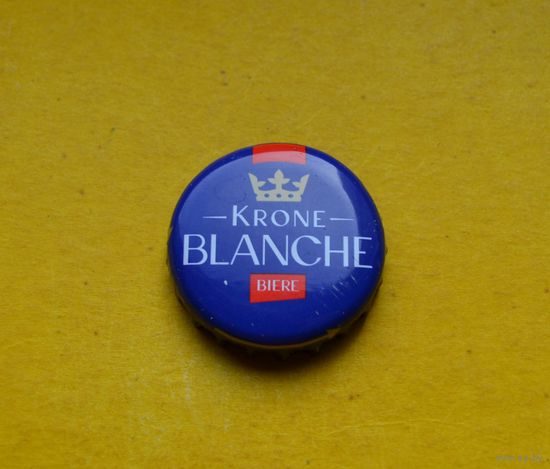 – KRONE –
BLANCHE
BIERE